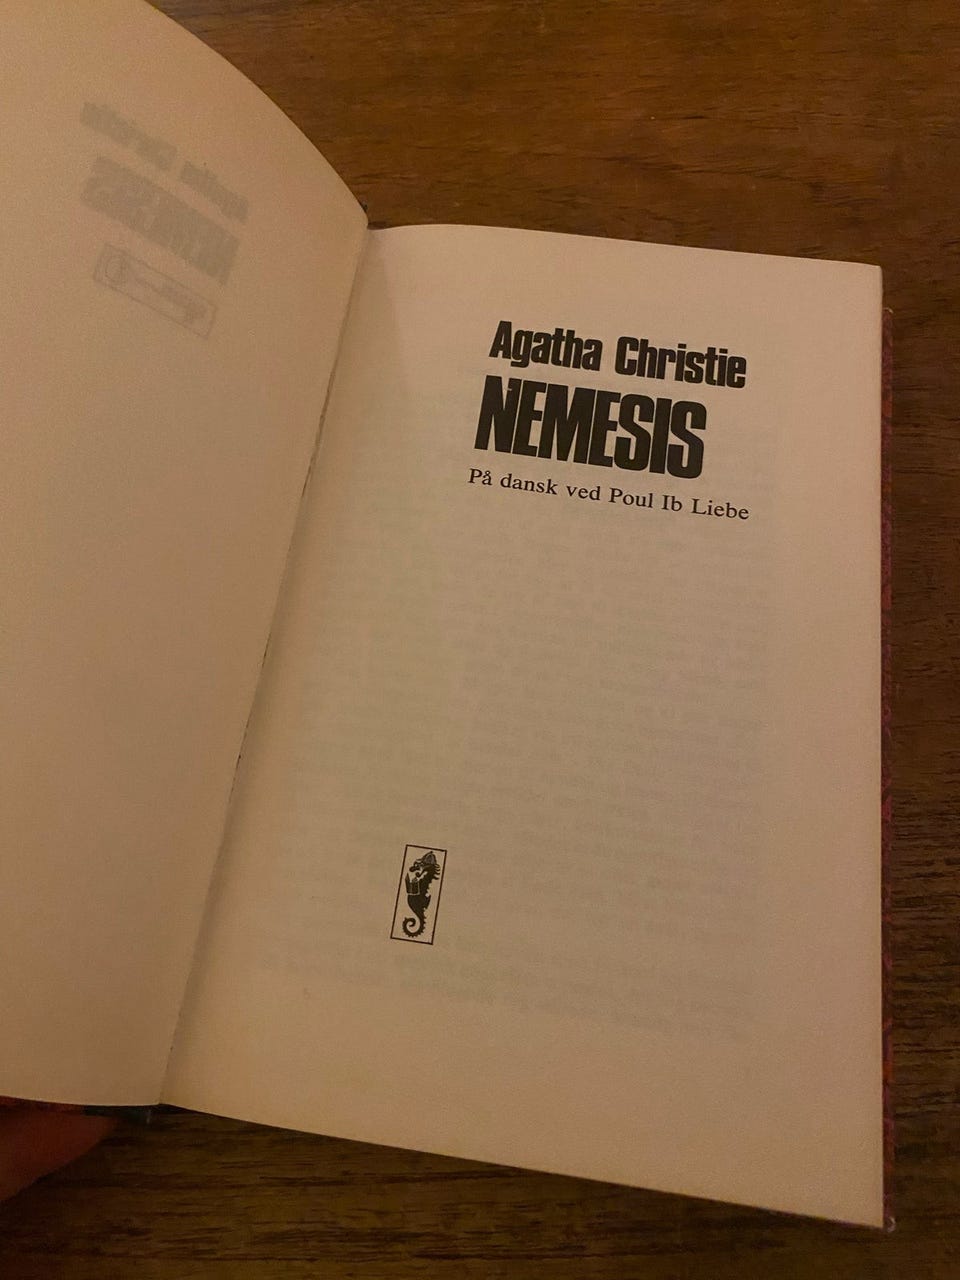 Agatha Christie
NEMESIS
På dansk ved Poul Ib Liebe